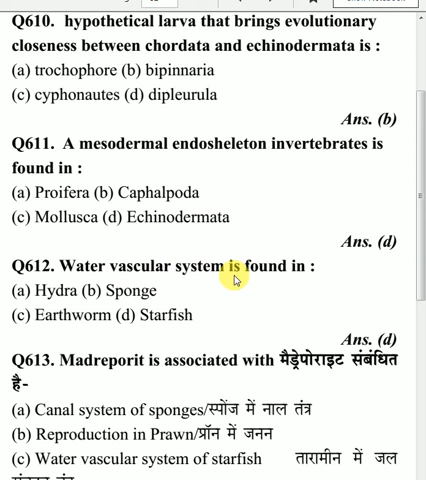 Q610. hypothetical larva that brings evolutionary
closeness between chordata and echinodermata is :
(a) trochophore (b) bipinnaria
(c) cyphonautes (d) dipleurula
Ans. (b)
Q611. A mesodermal endosheleton invertebrates is
found in :
(a) Proifera (b) Caphalpoda
(c) Mollusca (d) Echinodermata
Ans. (d)
Q612. Water vascular system is found in :
(a) Hydra (b) Sponge
(c) Earthworm (d) Starfish
Ans. (d)
Q613. Madreporit is associated with मैड्रेपोराइट संबंधित
है-
(a) Canal system of sponges/स्पोंज में नाल तंत्र
(b) Reproduction in Prawn/प्रॉन में जनन
(c) Water vascular system of starfish तारामीन में जल